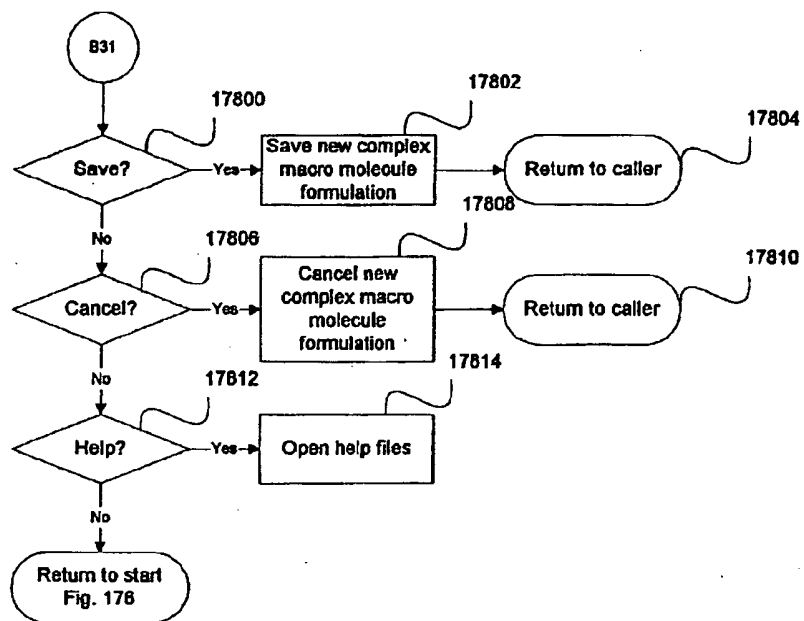 B31
17800
17802
17804
Save?
Yes
Save new complex
macro molecule
formulation
Return to caller
No
17806
17808
17810
Cancel?
Yes
Cancel new
complex macro
molecule
formulation
Return to caller
No
17812
17814
Help?
Yes
Open help files
No
Return to start
Fig. 176